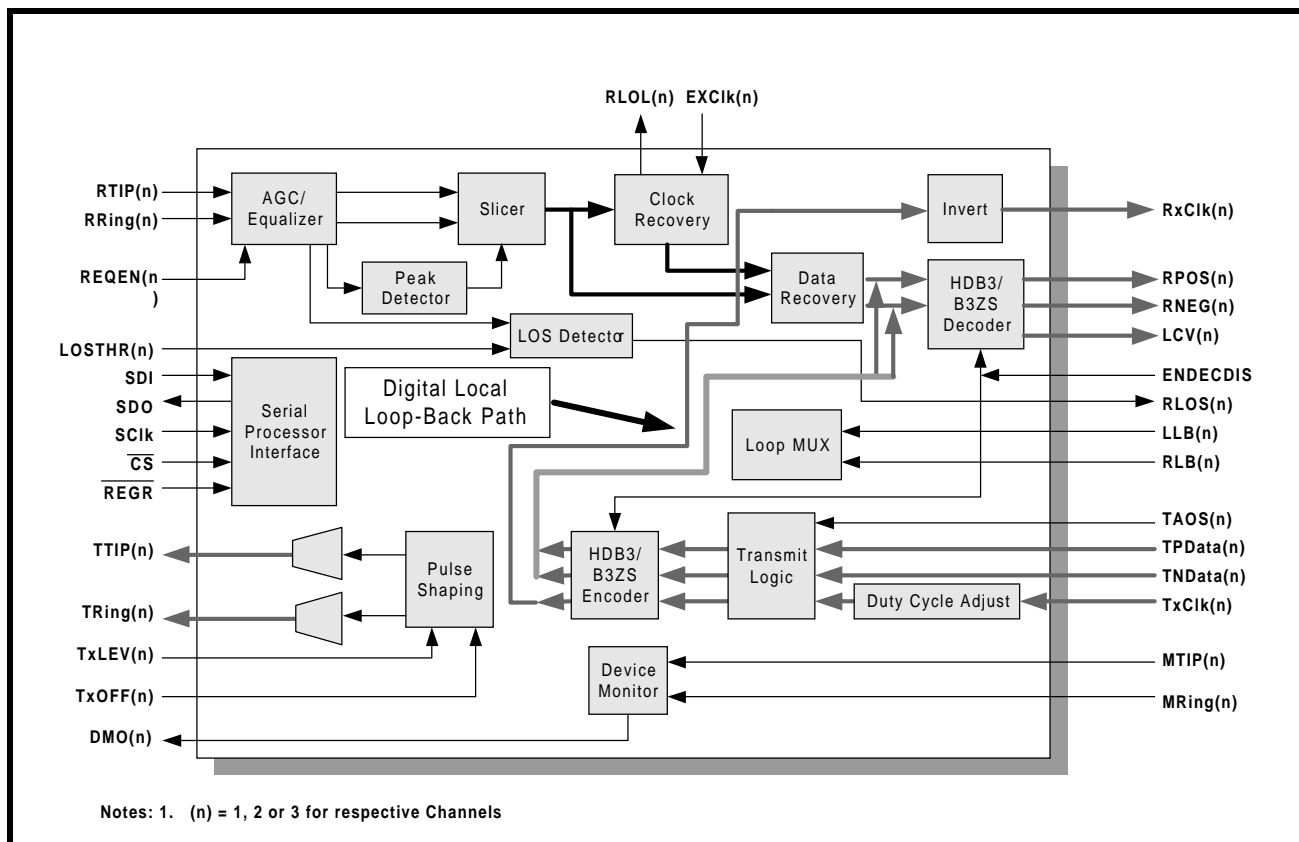 RLOL(n) EXClk(n)
RTIP(n)
RRing(n)
REQEN(n
)
LOSTHR(n)
SDI
SDO
SClk
CS
REGR
TTIP(n)
TRing(n)
TxLEV(n)
TxOFF(n)
DMO(n)
AGC/
Equalizer
Slicer
Peak
Detector
LOS Detector
Clock
Recovery
Data
Recovery
Invert
HDB3/
B3ZS
Decoder
Serial
Processor
Interface
Digital Local
Loop-Back Path
Loop MUX
Pulse
Shaping
HDB3/
B3ZS
Encoder
Transmit
Logic
Duty Cycle Adjust
Device
Monitor
RxClk(n)
RPOS(n)
RNEG(n)
LCV(n)
ENDECDIS
RLOS(n)
LLB(n)
RLB(n)
TAOS(n)
TPData(n)
TNData(n)
TxClk(n)
MTIP(n)
MRing(n)
Notes: 1. (n) = 1, 2 or 3 for respective Channels